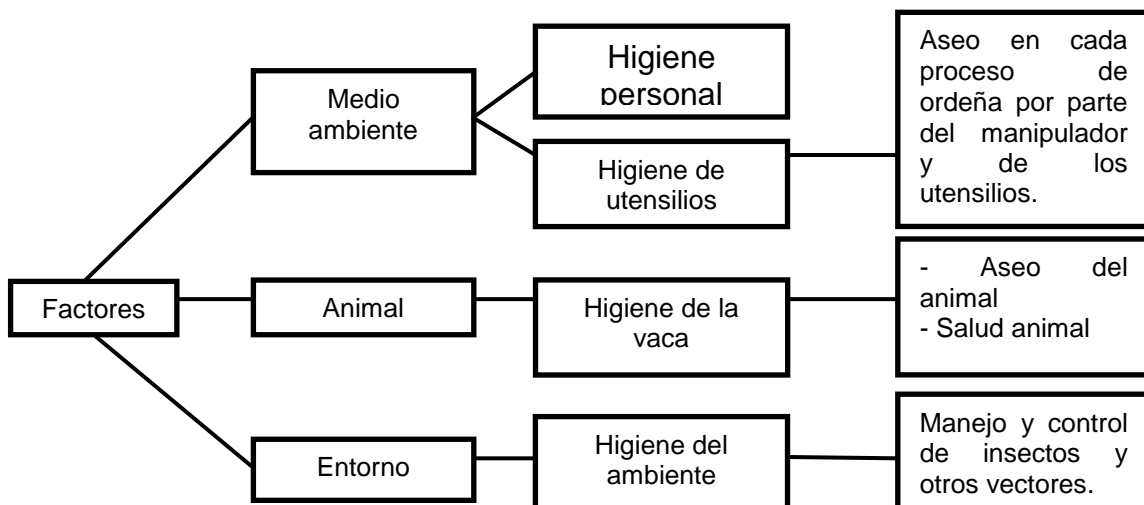 Higiene
personal
Aseo en cada
proceso de
ordeña por parte
del manipulador
y de los
utensilios.
Medio
ambiente
Higiene de
utensilios
Factores
Animal
Higiene de la
vaca
- Aseo del
animal
- Salud animal
Entorno
Higiene del
ambiente
Manejo y control
de insectos y
otros vectores.